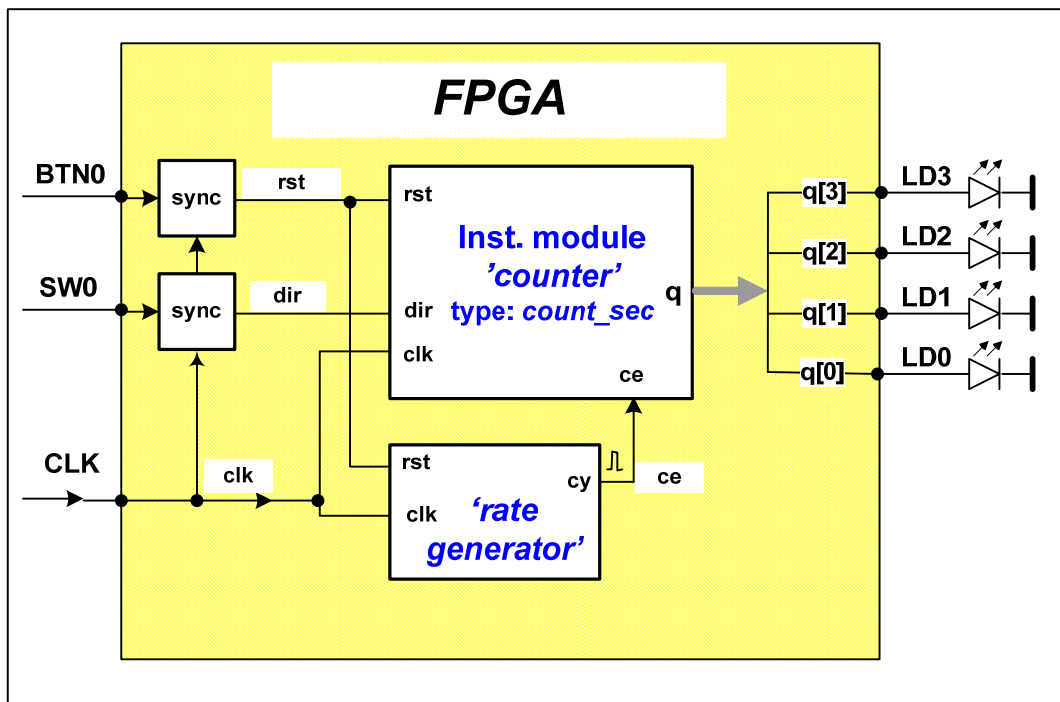 FPGA
BTN0
sync
rst
SW0
sync
dir
CLK
clk
rst
dir
clk
Inst. module
’counter’
type: count_sec
q
ce
rst
clk
‘rate
generator’
cy
ce
q[3]
q[2]
q[1]
q[0]
LD3
LD2
LD1
LD0